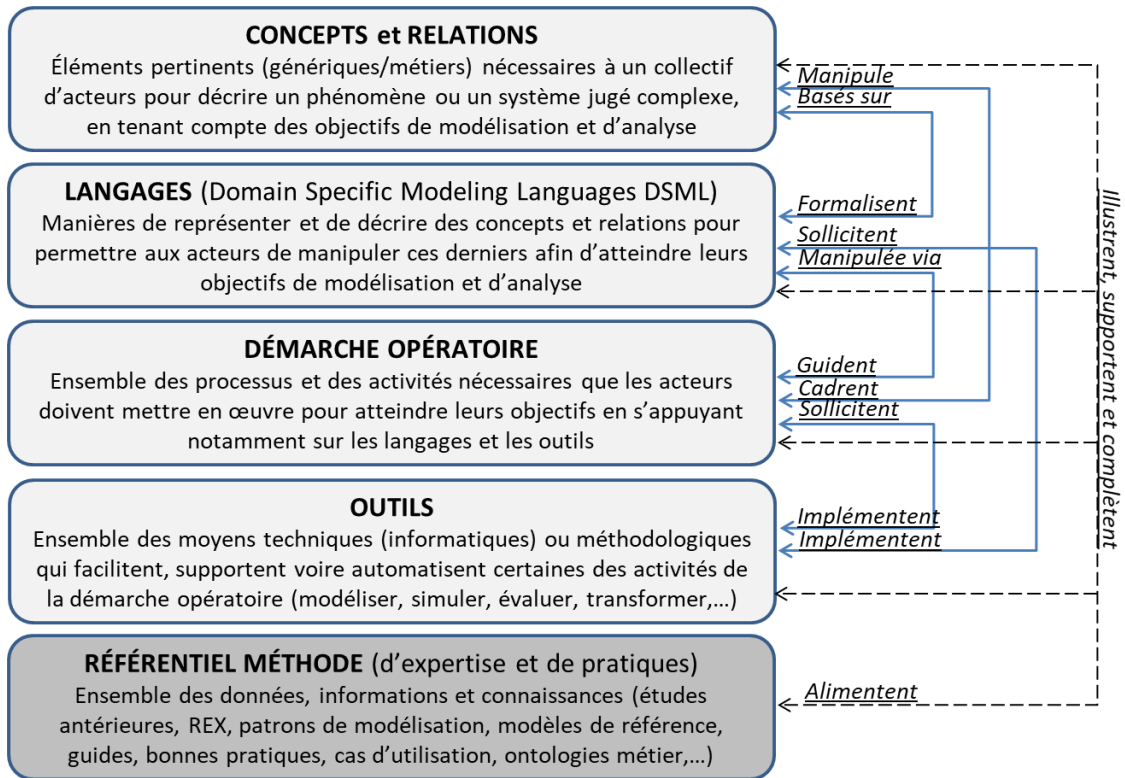 CONCEPTS et RELATIONS
Éléments pertinents (génériques/métiers) nécessaires à un collectif
d’acteurs pour décrire un phénomène ou un système jugé complexe,
en tenant compte des objectifs de modélisation et d’analyse
Manipule
Basés sur
LANGAGES (Domain Specific Modeling Languages DSML)
Manières de représenter et de décrire des concepts et relations pour
permettre aux acteurs de manipuler ces derniers afin d’atteindre leurs
objectifs de modélisation et d’analyse
Formalisent
Sollicitent
Manipulée via
DÉMARCHE OPÉRATOIRE
Ensemble des processus et des activités nécessaires que les acteurs
doivent mettre en œuvre pour atteindre leurs objectifs en s’appuyant
notamment sur les langages et les outils
Guident
Cadrent
Sollicitent
OUTILS
Ensemble des moyens techniques (informatiques) ou méthodologiques
qui facilitent, supportent voire automatisent certaines des activités de
la démarche opératoire (modéliser, simuler, évaluer, transformer,…)
Implémentent
Implémentent
RÉFÉRENTIEL MÉTHODE (d’expertise et de pratiques)
Ensemble des données, informations et connaissances (études
antérieures, REX, patrons de modélisation, modèles de référence,
guides, bonnes pratiques, cas d’utilisation, ontologies métier,…)
Alimentent
Illustrent, supportent et complètent